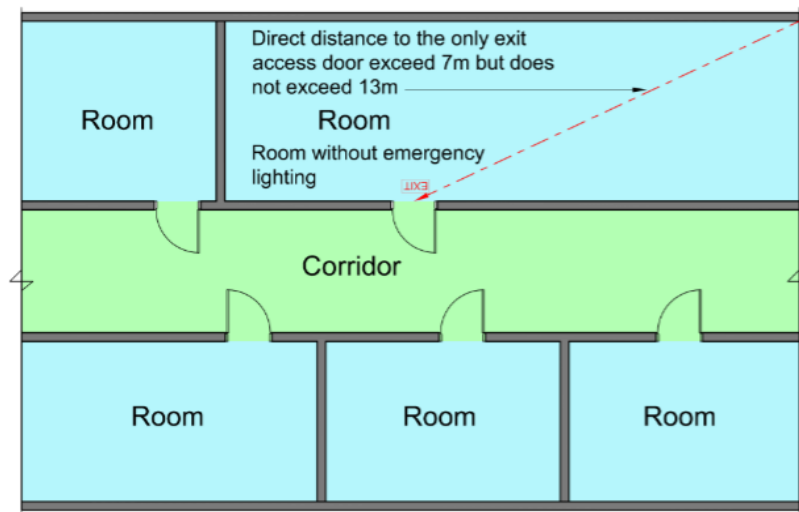 Direct distance to the only exit
access door exceed 7m but does
not exceed 13m
Room
Room
Room without emergency
lighting
EXIT
Corridor
Room
Room
Room